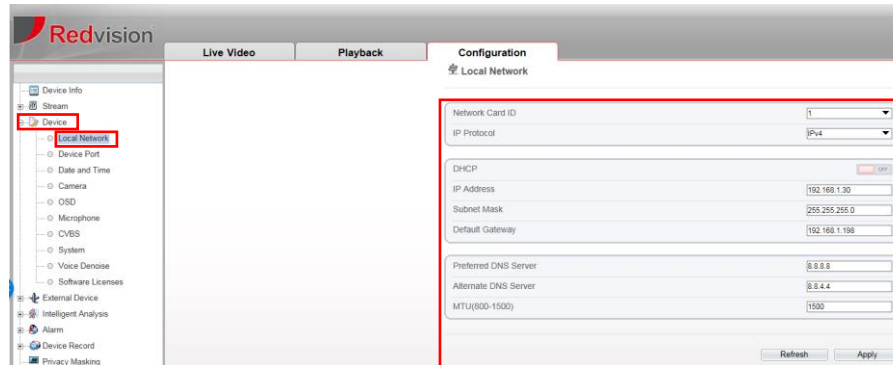 Redvision
Live Video
Playback
Configuration
Local Network
Device Info
Stream
Device
Local Network
Device Port
Date and Time
Camera
OSD
Microphone
CVBS
System
Voice Denoise
Software Licenses
External Device
Intelligent Analysis
Alarm
Device Record
Privacy Masking
Network Card ID 1
IP Protocol IPv4
DHCP OFF
IP Address 192.168.1.30
Subnet Mask 255.255.255.0
Default Gateway 192.168.1.198
Preferred DNS Server 8.8.8.8
Alternate DNS Server 8.8.4.4
MTU(800-1500) 1500
Refresh Apply